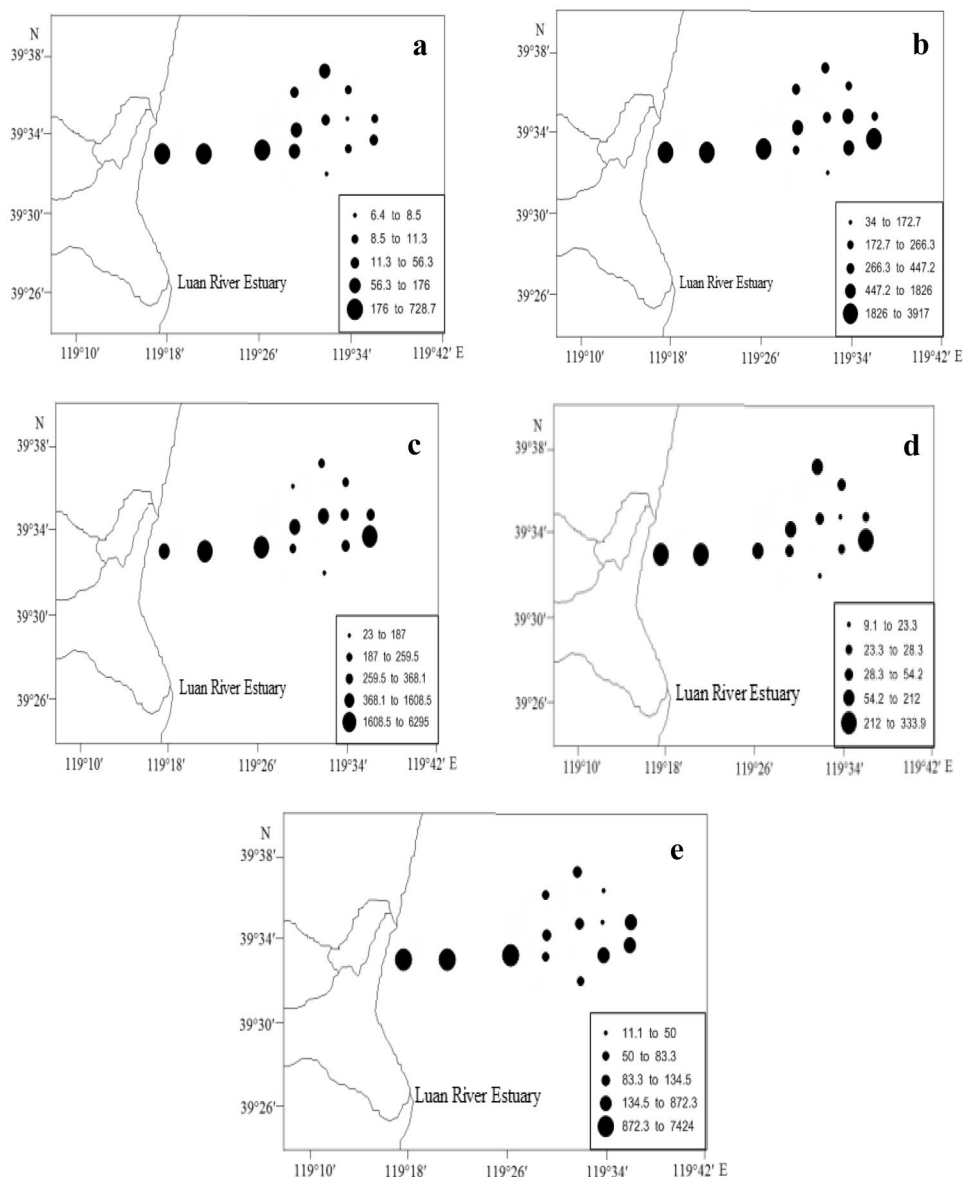 a
N
39°38′
39°34′
39°30′
39°26′
Luan River Estuary
6.4 to 8.5
8.5 to 11.3
11.3 to 56.3
56.3 to 176
176 to 728.7
119°10′ 119°18′ 119°26′ 119°34′ 119°42′ E
b
N
39°38′
39°34′
39°30′
39°26′
Luan River Estuary
34 to 172.7
172.7 to 266.3
266.3 to 447.2
447.2 to 1826
1826 to 3917
119°10′ 119°18′ 119°26′ 119°34′ 119°42′ E
c
N
39°38′
39°34′
39°30′
39°26′
Luan River Estuary
23 to 187
187 to 259.5
259.5 to 368.1
368.1 to 1608.5
1608.5 to 6295
119°10′ 119°18′ 119°26′ 119°34′ 119°42′ E
d
N
39°38′
39°34′
39°30′
39°26′
Luan River Estuary
9.1 to 23.3
23.3 to 28.3
28.3 to 54.2
54.2 to 212
212 to 333.9
119°10′ 119°18′ 119°26′ 119°34′ 119°42′ E
e
N
39°38′
39°34′
39°30′
39°26′
Luan River Estuary
11.1 to 50
50 to 83.3
83.3 to 134.5
134.5 to 872.3
872.3 to 7424
119°10′ 119°18′ 119°26′ 119°34′ 119°42′ E